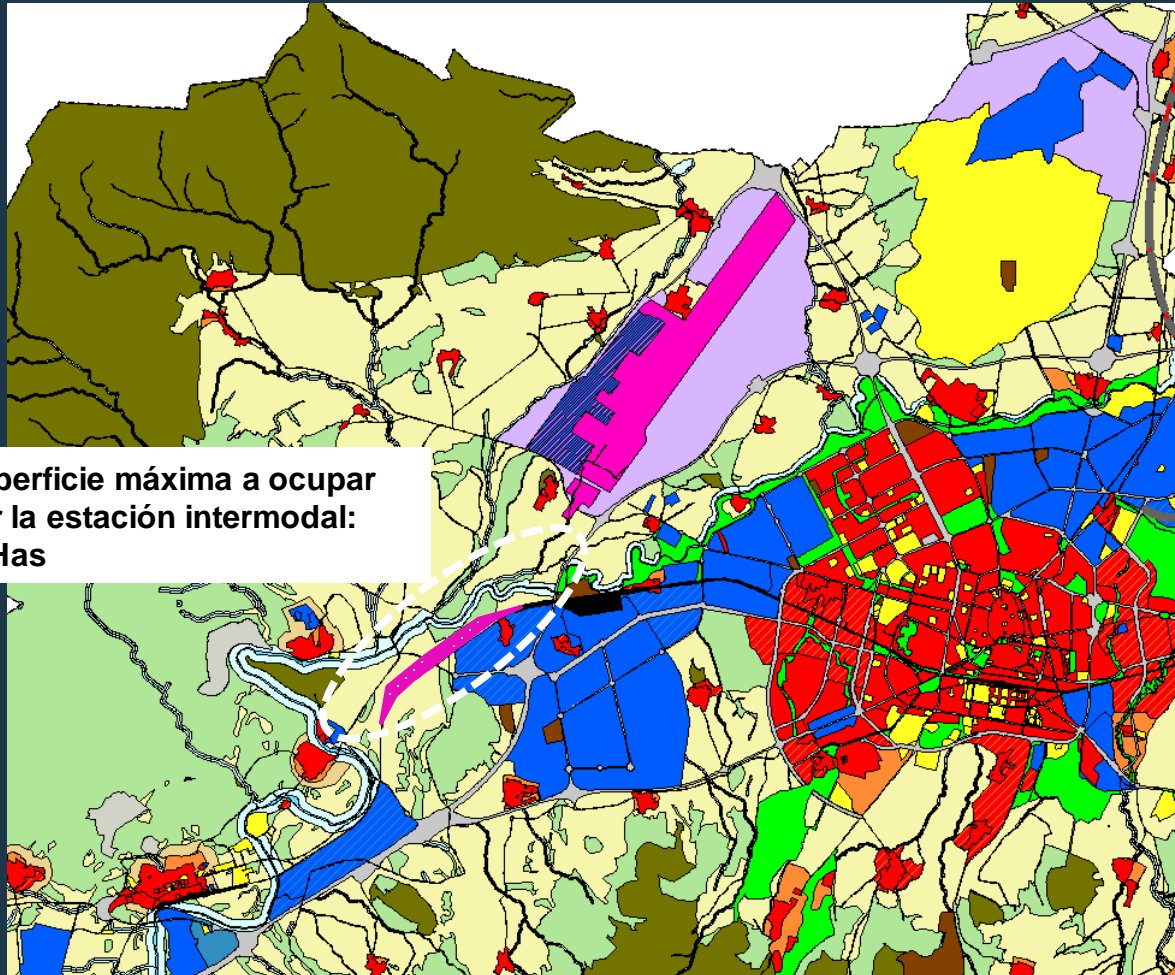 perficie máxima a ocupar
r la estación intermodal:
Has